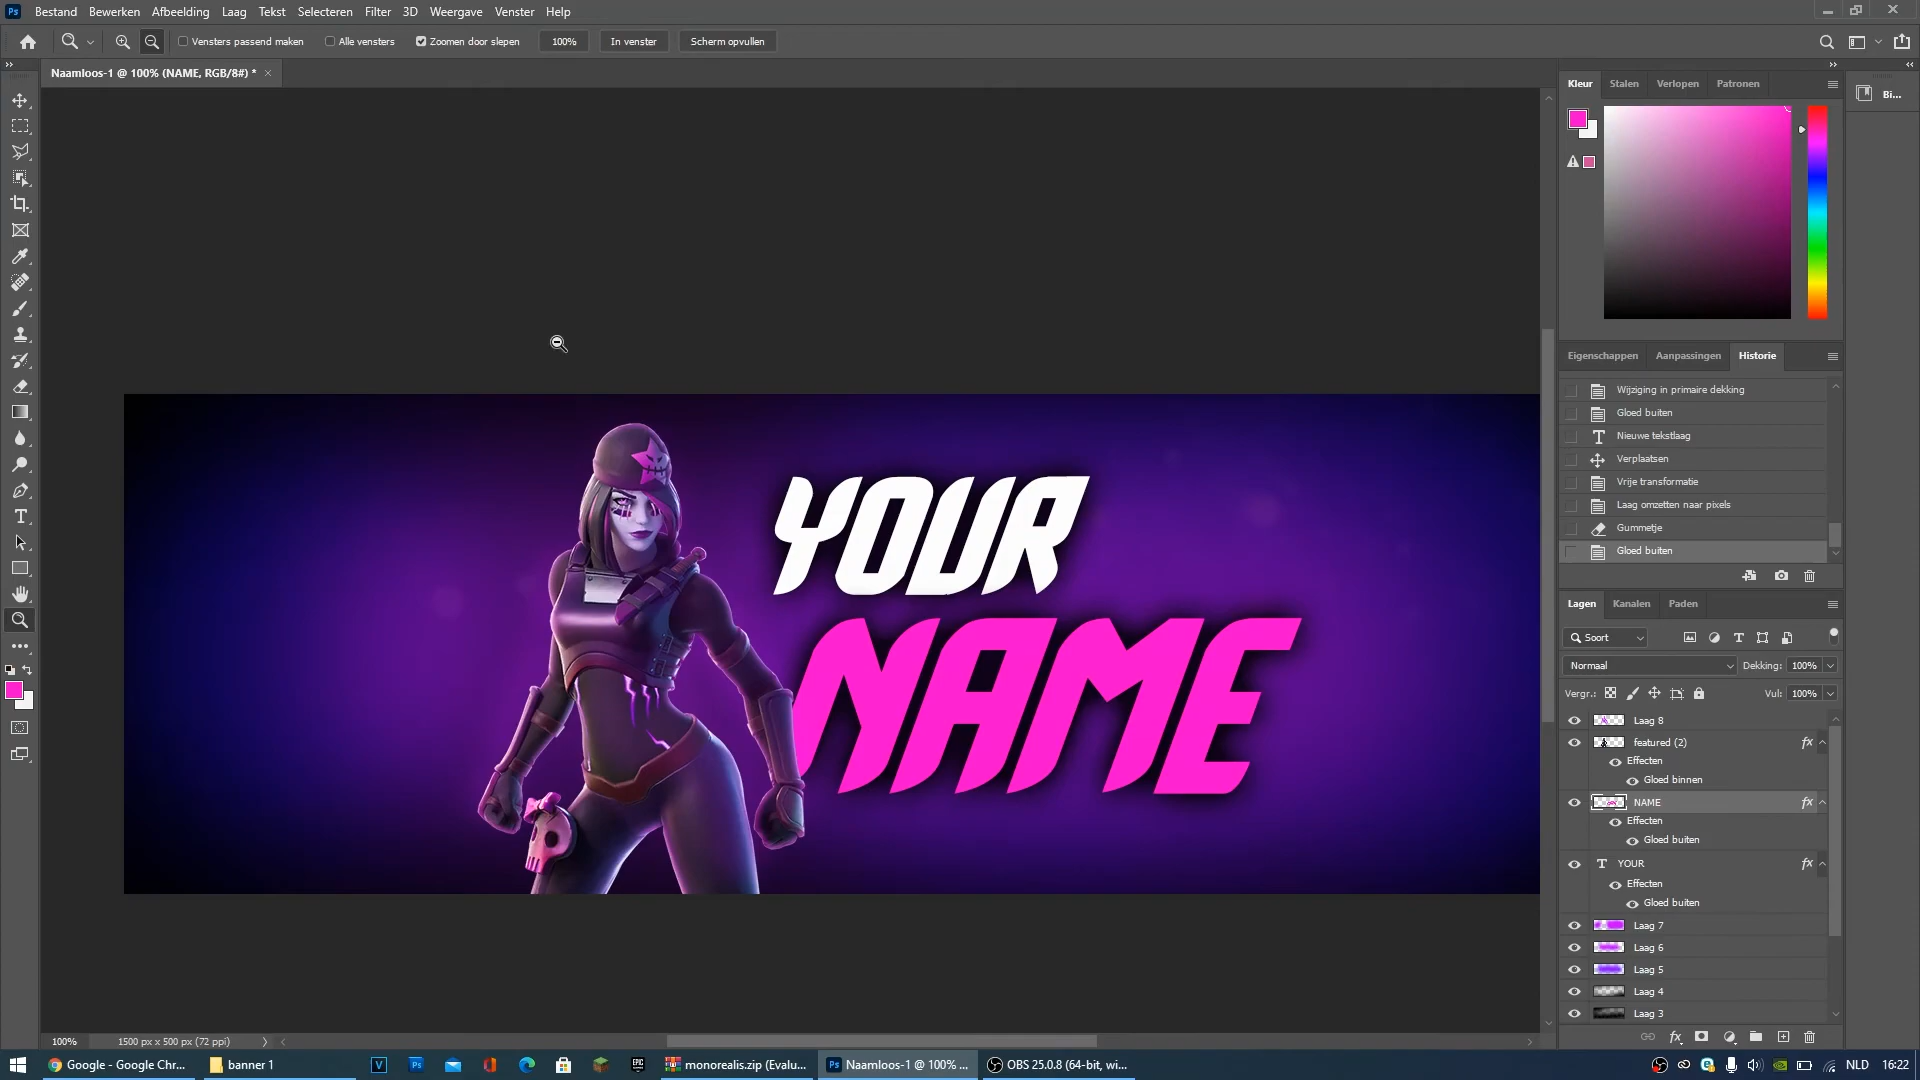 Ps Bestand Bewerken Afbeelding Laag Tekst Selecteren Filter 3D Weergave Venster Help
Vensters passend maken Alle vensters Zoomen door slepen 100% In venster Scherm opvullen
Naamloos-1 @ 100% (NAME, RGB/8#) * ×
Kleur Stalen Verlopen Patronen
Bi...
Eigenschappen Aanpassingen Historie
Wijziging in primaire dekking
Gloed buiten
Nieuwe tekstlaag
Verplaatsen
Vrije transformatie
Laag omzetten naar pixels
Gummetje
Gloed buiten
YOUR
NAME
Lagen Kanalen Paden
Soort
Normaal Dekking: 100%
Vergr.: Vul: 100%
Laag 8
featured (2) fx
Effecten
Gloed binnen
NAME fx
Effecten
Gloed buiten
T YOUR fx
Effecten
Gloed buiten
Laag 7
Laag 6
Laag 5
Laag 4
Laag 3
100% 1500 px x 500 px (72 ppi)
Google - Google Chr... banner 1 monorealis.zip (Evalu... Naamloos-1 @ 100% ... OBS 25.0.8 (64-bit, wi... NLD 16:22